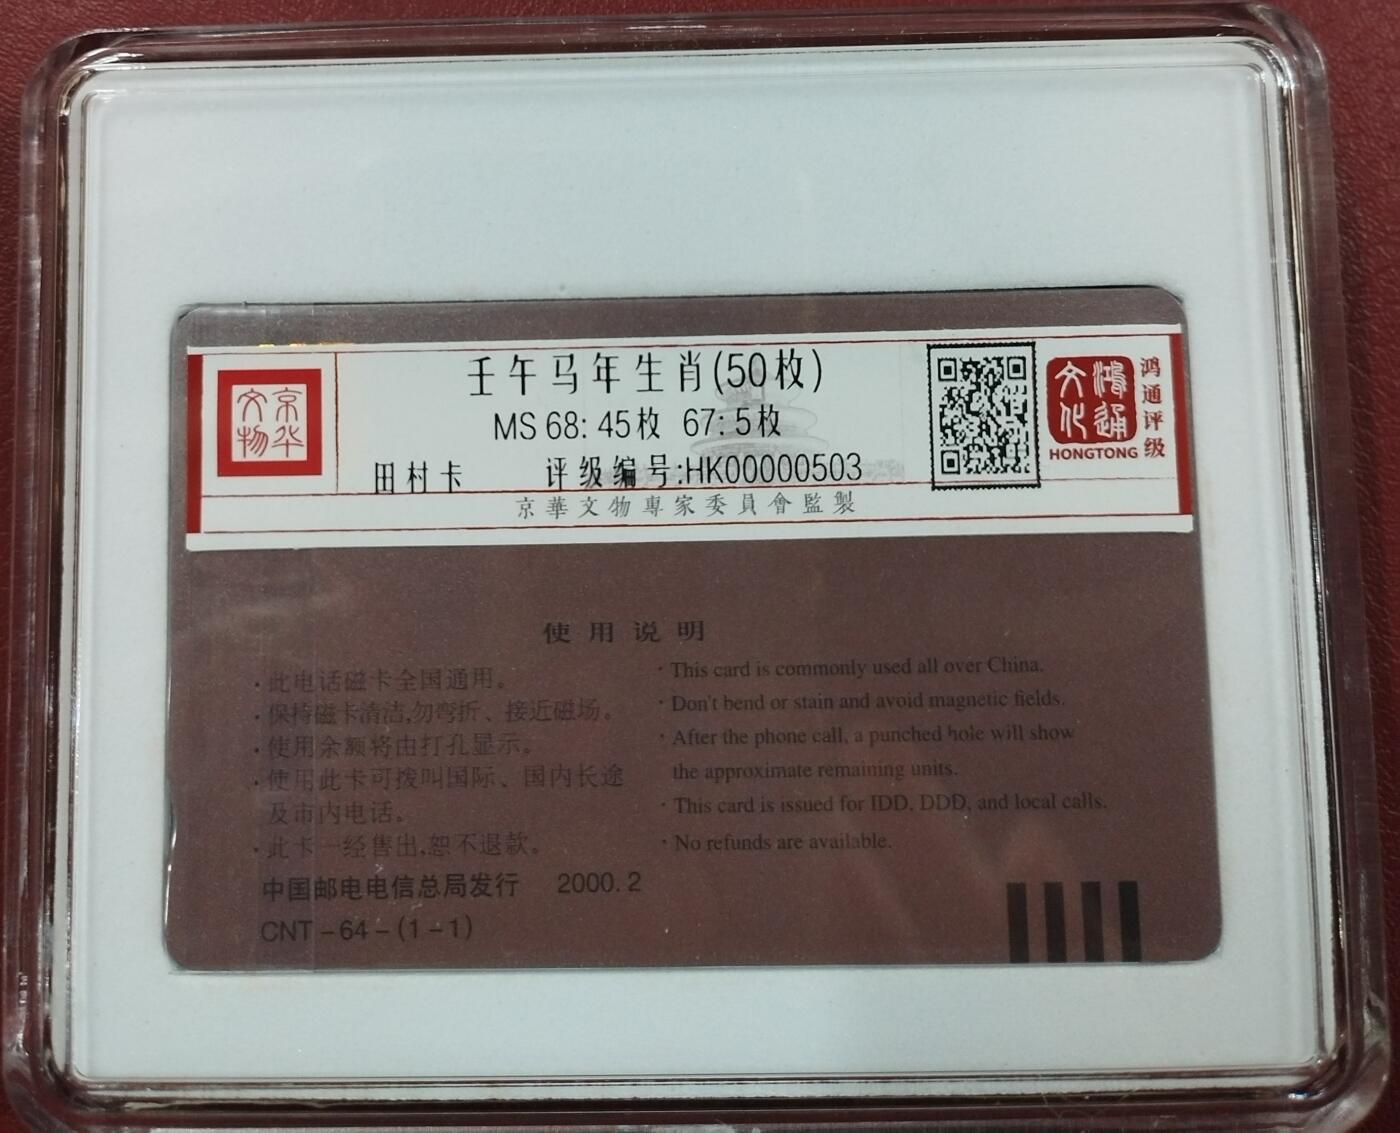 京华
文物
壬午马年生肖(50枚)
MS 68: 45枚 67: 5枚
田村卡 评级编号:HK00000503
京華文物專家委員會監製
鸿通
文化
HONGTONG
鸿通评级
使用说明
·此电话磁卡全国通用。
·保持磁卡清洁,勿弯折、接近磁场。
·使用余额将由打孔显示。
·使用此卡可拨叫国际、国内长途
及市内电话。
·此卡一经售出,恕不退款。
中国邮电电信总局发行 2000.2
CNT-64-(1-1)
· This card is commonly used all over China.
· Don't bend or stain and avoid magnetic fields.
· After the phone call, a punched hole will show
the approximate remaining units.
· This card is issued for IDD, DDD, and local calls.
· No refunds are available.